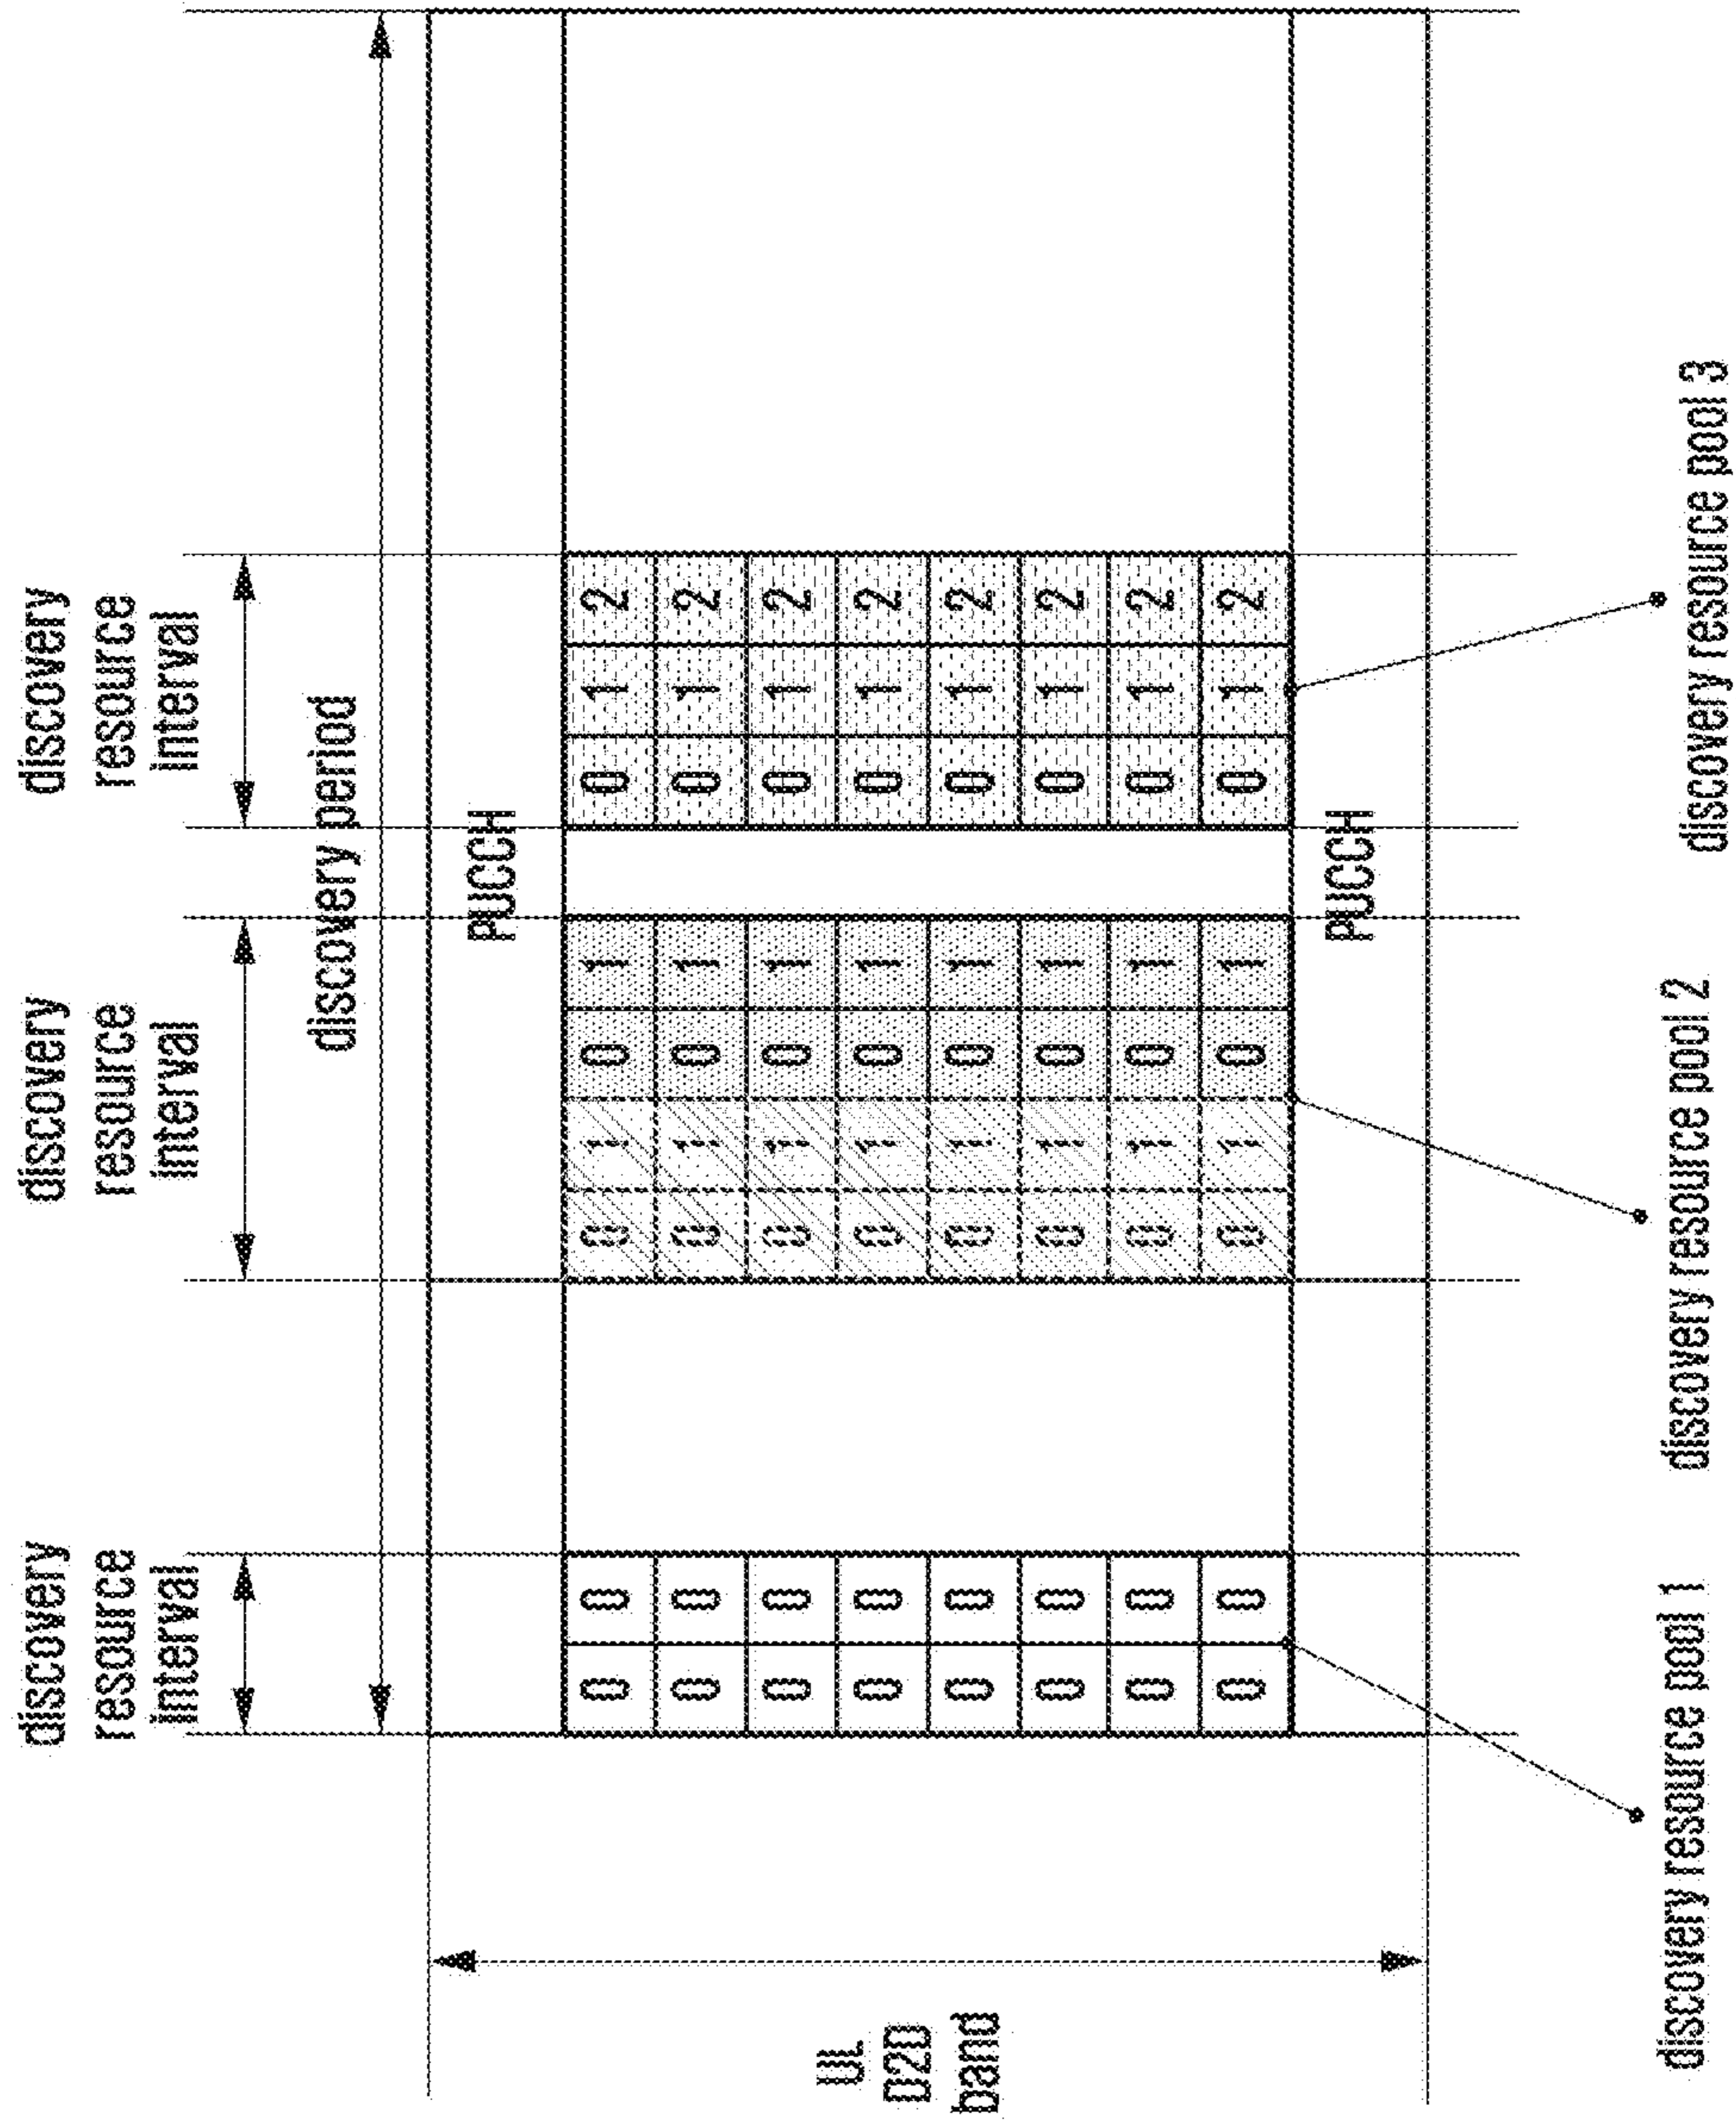 discovery
resource
interval
discovery
resource
interval
discovery
resource
interval
discovery period
PUCCH
UL
D2D
band
0 0 0 1 0 1 0 1 2
0 0 0 1 0 1 0 1 2
0 0 0 1 0 1 0 1 2
0 0 0 1 0 1 0 1 2
0 0 0 1 0 1 0 1 2
0 0 0 1 0 1 0 1 2
0 0 0 1 0 1 0 1 2
0 0 0 1 0 1 0 1 2
PUCCH
discovery resource pool 1
discovery resource pool 2
discovery resource pool 3